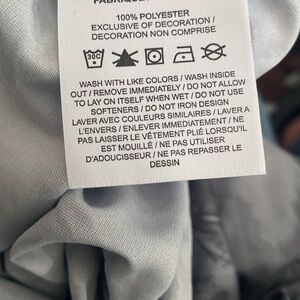 100% POLYESTER
EXCLUSIVE OF DECORATION /
DECORATION NON COMPRISE
30C
WASH WITH LIKE COLORS / WASH INSIDE
OUT / REMOVE IMMEDIATELY / DO NOT ALLOW
TO LAY ON ITSELF WHEN WET / DO NOT USE
SOFTENERS / DO NOT IRON DESIGN
LAVER AVEC COULEURS SIMILAIRES / LAVER A
L'ENVERS / ENLEVER IMMEDIATEMENT / NE
PAS LAISSER LE VÊTEMENT PLIÉ LORSQU'IL
EST MOUILLÉ / NE PAS UTILISER
D'ADOUCISSEUR / NE PAS REPASSER LE
DESSIN